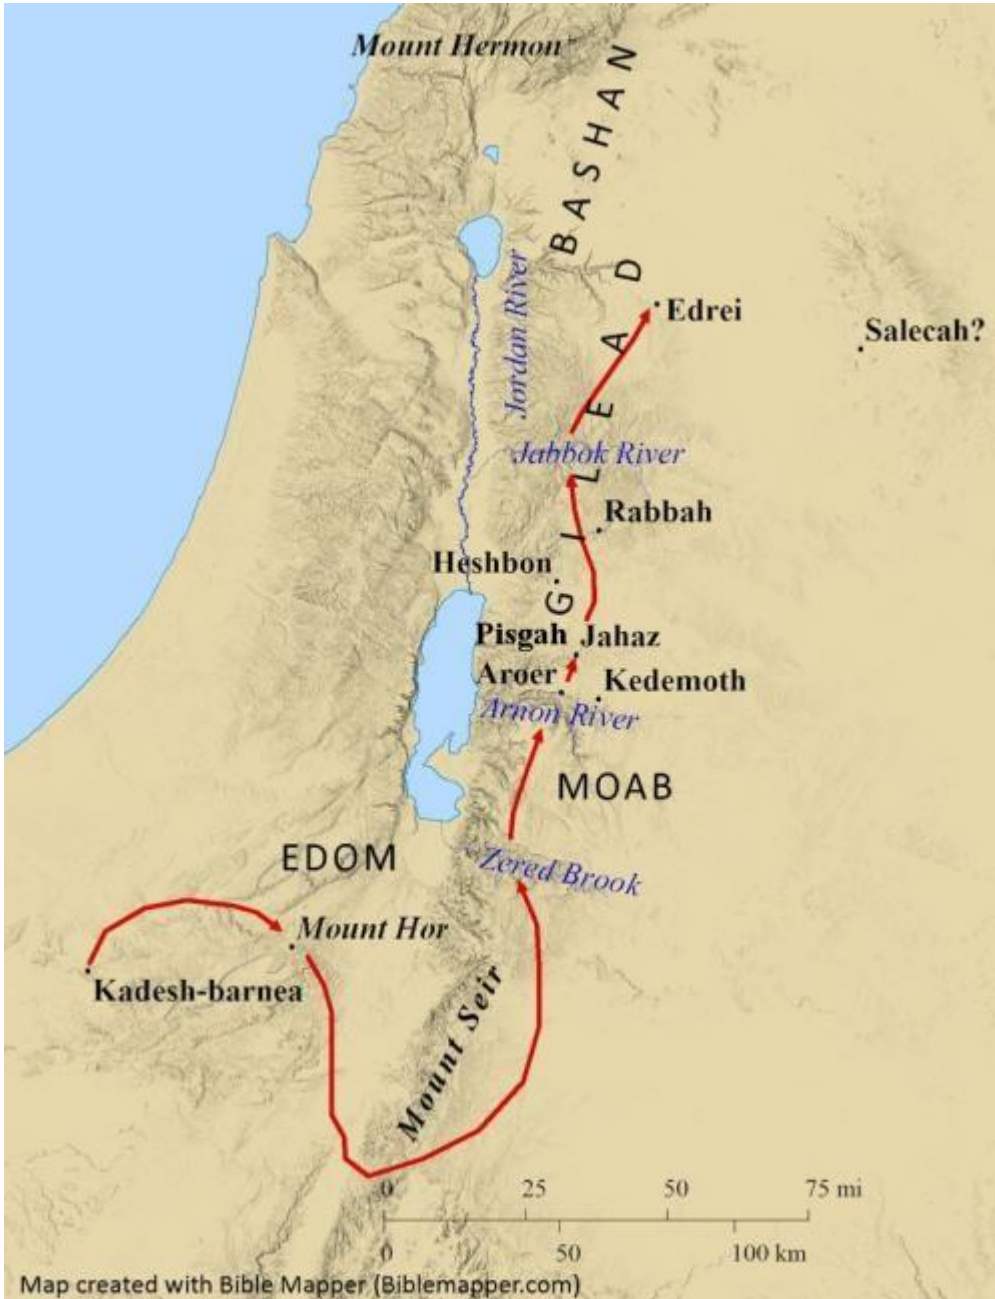 Mount Hermon
BASHAN
Jordan River
GILEAD
Edrei
Salecah?
Jabbok River
Rabbah
Heshbon
Pisgah
Jahaz
Aroer
Kedemoth
Arnon River
MOAB
EDOM
Zered Brook
Mount Hor
Kadesh-barnea
Mount Seir
0 25 50 75 mi
0 50 100 km
Map created with Bible Mapper (Biblemapper.com)